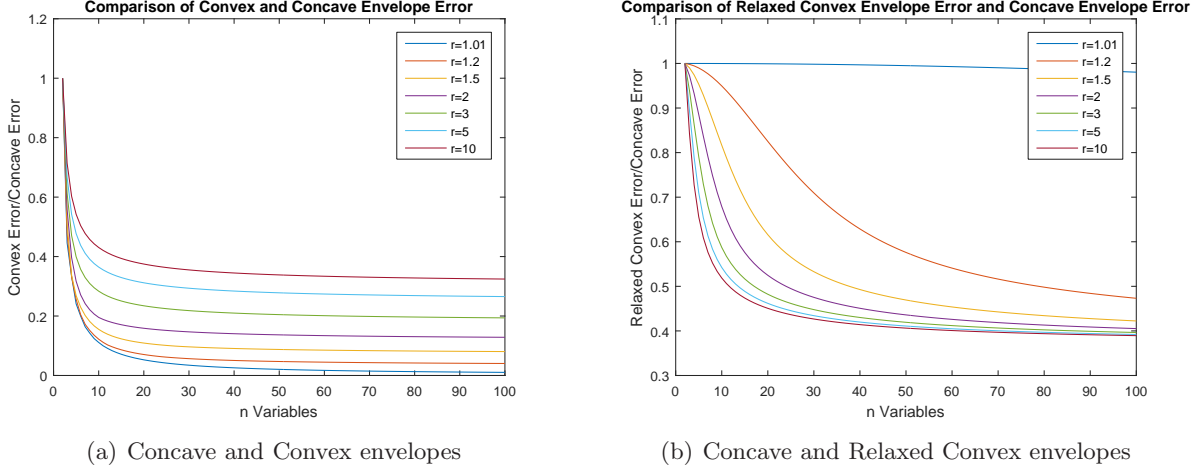 Comparison of Convex and Concave Envelope Error
1.2
1
0.8
0.6
0.4
0.2
0
Convex Error/Concave Error
r=1.01
r=1.2
r=1.5
r=2
r=3
r=5
r=10
0 10 20 30 40 50 60 70 80 90 100
n Variables
(a) Concave and Convex envelopes
Comparison of Relaxed Convex Envelope Error and Concave Envelope Error
1.1
1
0.9
0.8
0.7
0.6
0.5
0.4
0.3
Relaxed Convex Error/Concave Error
r=1.01
r=1.2
r=1.5
r=2
r=3
r=5
r=10
0 10 20 30 40 50 60 70 80 90 100
n Variables
(b) Concave and Relaxed Convex envelopes